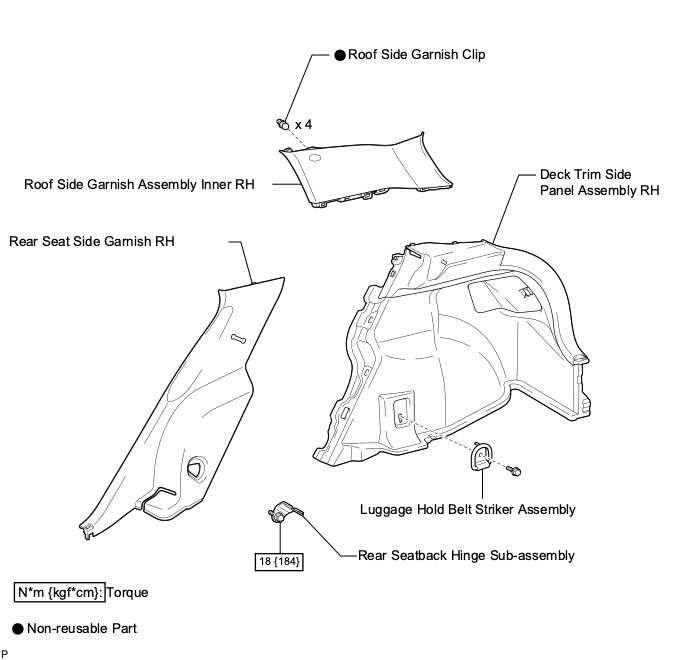 Roof Side Garnish Clip
x 4
Roof Side Garnish Assembly Inner RH
Deck Trim Side
Panel Assembly RH
Rear Seat Side Garnish RH
Luggage Hold Belt Striker Assembly
18 {184}
Rear Seatback Hinge Sub-assembly
N*m {kgf*cm}: Torque
Non-reusable Part
P